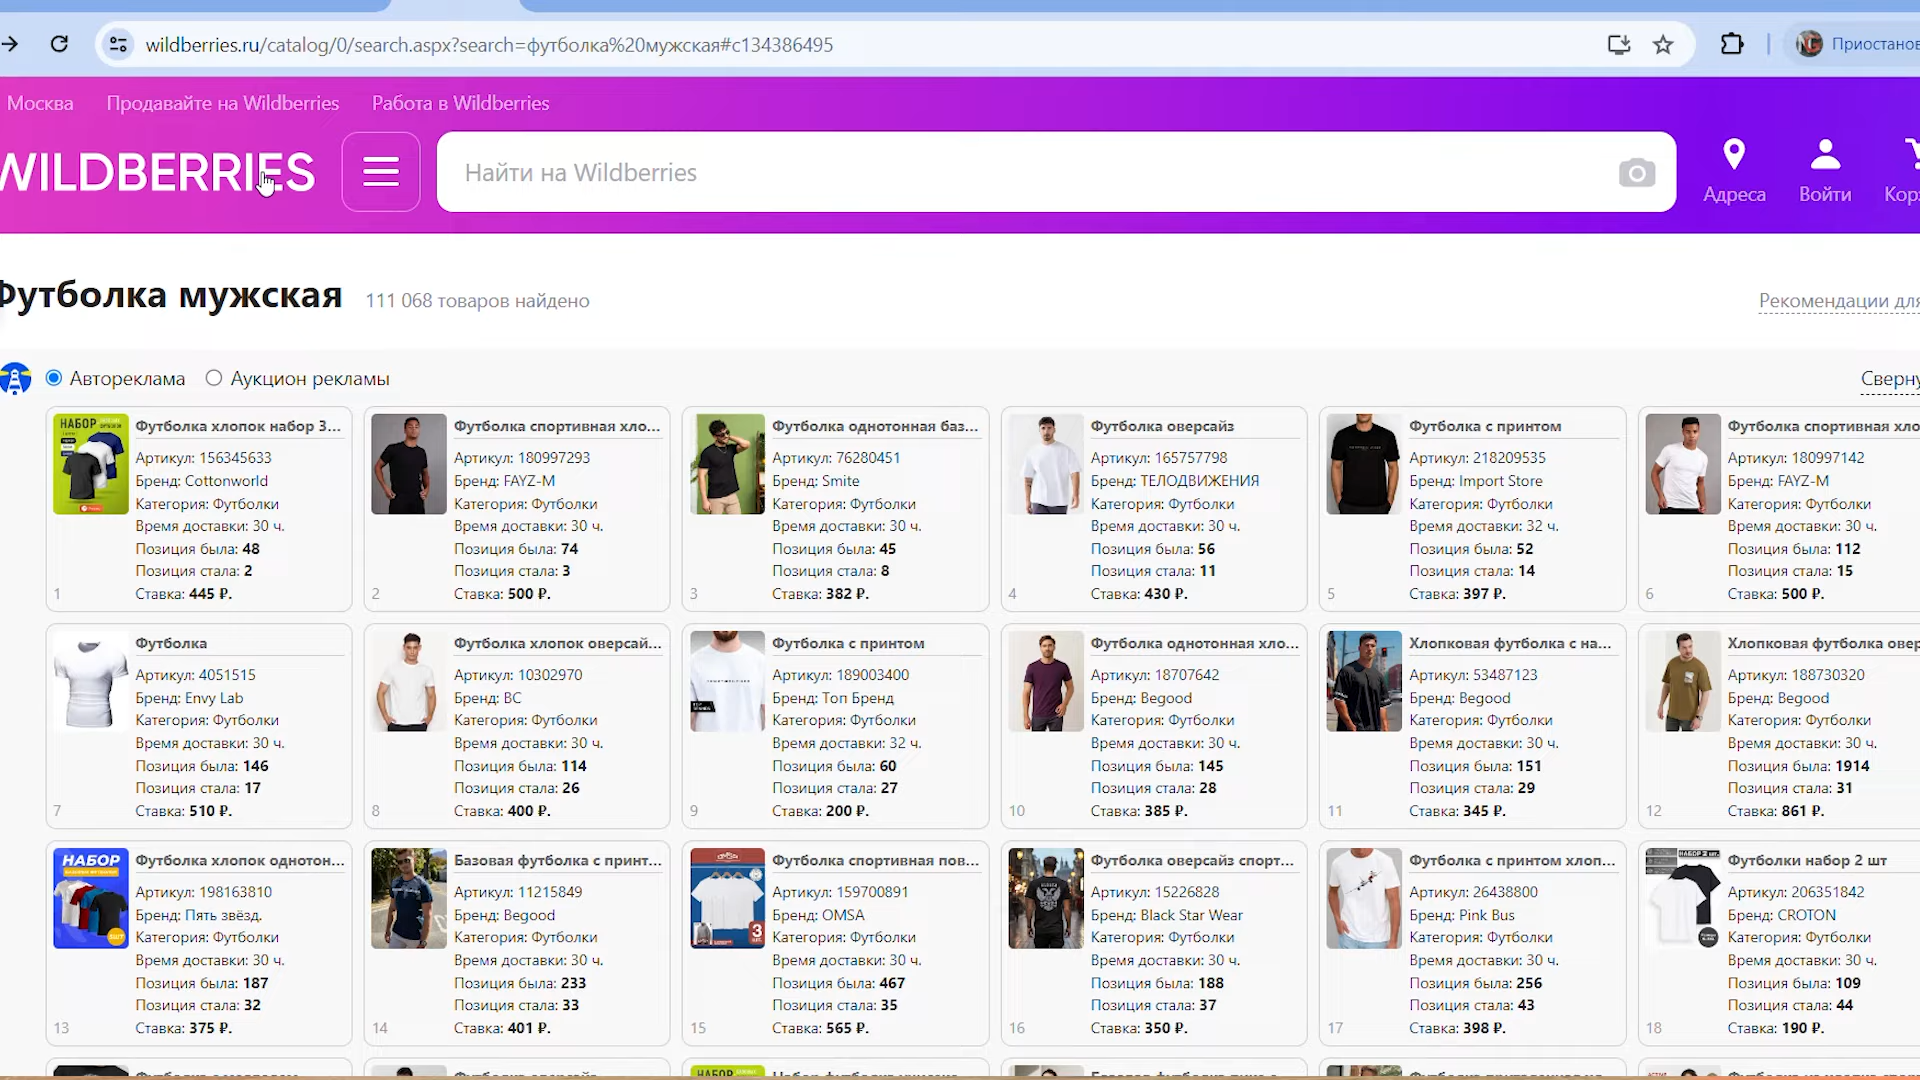 wildberries.ru/catalog/0/search.aspx?search=футболка%20мужская#c134386495
Приостанов
Москва Продавайте на Wildberries Работа в Wildberries
WILDBERRIES
Найти на Wildberries
Адреса Войти Кор
Футболка мужская 111 068 товаров найдено
Рекомендации для
Автореклама Аукцион рекламы
Сверну
НАБОР
Футболка хлопок набор 3...
Артикул: 156345633
Бренд: Cottonworld
Категория: Футболки
Время доставки: 30 ч.
Позиция была: 48
Позиция стала: 2
Ставка: 445 ₽.
1
Футболка спортивная хло...
Артикул: 180997293
Бренд: FAYZ-M
Категория: Футболки
Время доставки: 30 ч.
Позиция была: 74
Позиция стала: 3
Ставка: 500 ₽.
2
Футболка однотонная баз...
Артикул: 76280451
Бренд: Smite
Категория: Футболки
Время доставки: 30 ч.
Позиция была: 45
Позиция стала: 8
Ставка: 382 ₽.
3
Футболка оверсайз
Артикул: 165757798
Бренд: ТЕЛОДВИЖЕНИЯ
Категория: Футболки
Время доставки: 30 ч.
Позиция была: 56
Позиция стала: 11
Ставка: 430 ₽.
4
Футболка с принтом
Артикул: 218209535
Бренд: Import Store
Категория: Футболки
Время доставки: 32 ч.
Позиция была: 52
Позиция стала: 14
Ставка: 397 ₽.
5
Футболка спортивная хло
Артикул: 180997142
Бренд: FAYZ-M
Категория: Футболки
Время доставки: 30 ч.
Позиция была: 112
Позиция стала: 15
Ставка: 500 ₽.
6
Футболка
Артикул: 4051515
Бренд: Envy Lab
Категория: Футболки
Время доставки: 30 ч.
Позиция была: 146
Позиция стала: 17
Ставка: 510 ₽.
7
Футболка хлопок оверсай...
Артикул: 10302970
Бренд: BC
Категория: Футболки
Время доставки: 30 ч.
Позиция была: 114
Позиция стала: 26
Ставка: 400 ₽.
8
Футболка с принтом
Артикул: 189003400
Бренд: Топ Бренд
Категория: Футболки
Время доставки: 32 ч.
Позиция была: 60
Позиция стала: 27
Ставка: 200 ₽.
9
Футболка однотонная хло...
Артикул: 18707642
Бренд: Begood
Категория: Футболки
Время доставки: 30 ч.
Позиция была: 145
Позиция стала: 28
Ставка: 385 ₽.
10
Хлопковая футболка с на...
Артикул: 53487123
Бренд: Begood
Категория: Футболки
Время доставки: 30 ч.
Позиция была: 151
Позиция стала: 29
Ставка: 345 ₽.
11
Хлопковая футболка овер
Артикул: 188730320
Бренд: Begood
Категория: Футболки
Время доставки: 30 ч.
Позиция была: 1914
Позиция стала: 31
Ставка: 861 ₽.
12
НАБОР
Футболка хлопок однотон...
Артикул: 198163810
Бренд: Пять звёзд.
Категория: Футболки
Время доставки: 30 ч.
Позиция была: 187
Позиция стала: 32
Ставка: 375 ₽.
13
Базовая футболка с принт...
Артикул: 11215849
Бренд: Begood
Категория: Футболки
Время доставки: 30 ч.
Позиция была: 233
Позиция стала: 33
Ставка: 401 ₽.
14
Футболка спортивная пов...
Артикул: 159700891
Бренд: OMSA
Категория: Футболки
Время доставки: 30 ч.
Позиция была: 467
Позиция стала: 35
Ставка: 565 ₽.
15
Футболка оверсайз спорт...
Артикул: 15226828
Бренд: Black Star Wear
Категория: Футболки
Время доставки: 30 ч.
Позиция была: 188
Позиция стала: 37
Ставка: 350 ₽.
16
Футболка с принтом хлоп...
Артикул: 26438800
Бренд: Pink Bus
Категория: Футболки
Время доставки: 30 ч.
Позиция была: 256
Позиция стала: 43
Ставка: 398 ₽.
17
НАБОР 2 шт.
Футболки набор 2 шт
Артикул: 206351842
Бренд: CROTON
Категория: Футболки
Время доставки: 30 ч.
Позиция была: 109
Позиция стала: 44
Ставка: 190 ₽.
18
НАБОР